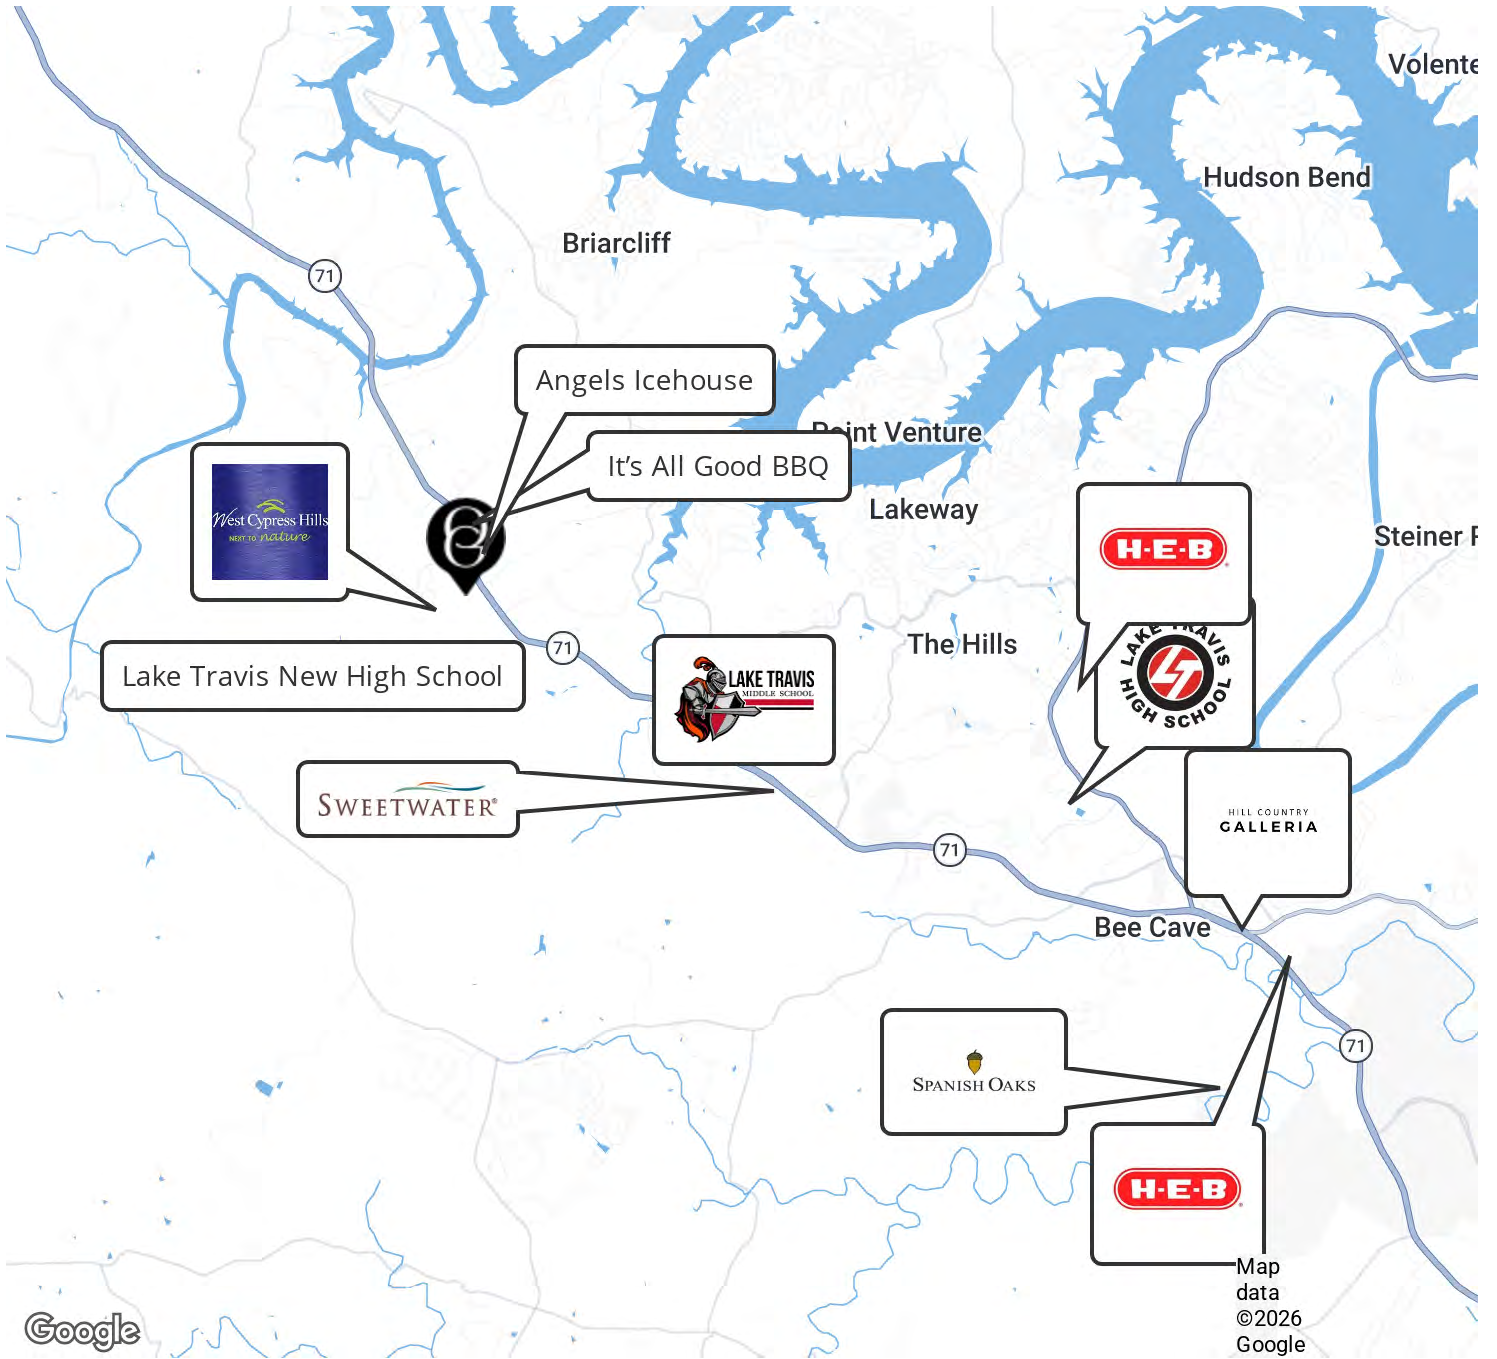 Volente
Hudson Bend
Briarcliff
71
Angels Icehouse
Point Venture
It's All Good BBQ
West Cypress Hills
NEXT TO nature
Lakeway
H-E-B
Steiner
71
The Hills
LAKE TRAVIS
HIGH SCHOOL
LT
Lake Travis New High School
LAKE TRAVIS
MIDDLE SCHOOL
SWEETWATER®
HILL COUNTRY
GALLERIA
71
Bee Cave
71
SPANISH OAKS
H-E-B
Map
data
©2026
Google
Google